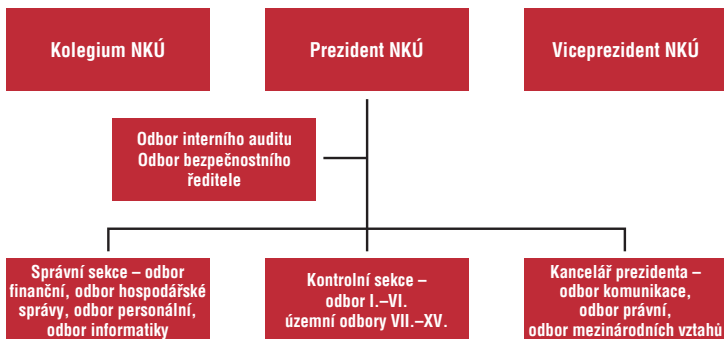 Kolegium NKÚ
Prezident NKÚ
Viceprezident NKÚ
Odbor interního auditu
Odbor bezpečnostního
ředitele
Správní sekce – odbor
finanční, odbor hospodářské
správy, odbor personální,
odbor informatiky
Kontrolní sekce –
odbor I.–VI.
územní odbory VII.–XV.
Kancelář prezidenta –
odbor komunikace,
odbor právní,
odbor mezinárodních vztahů